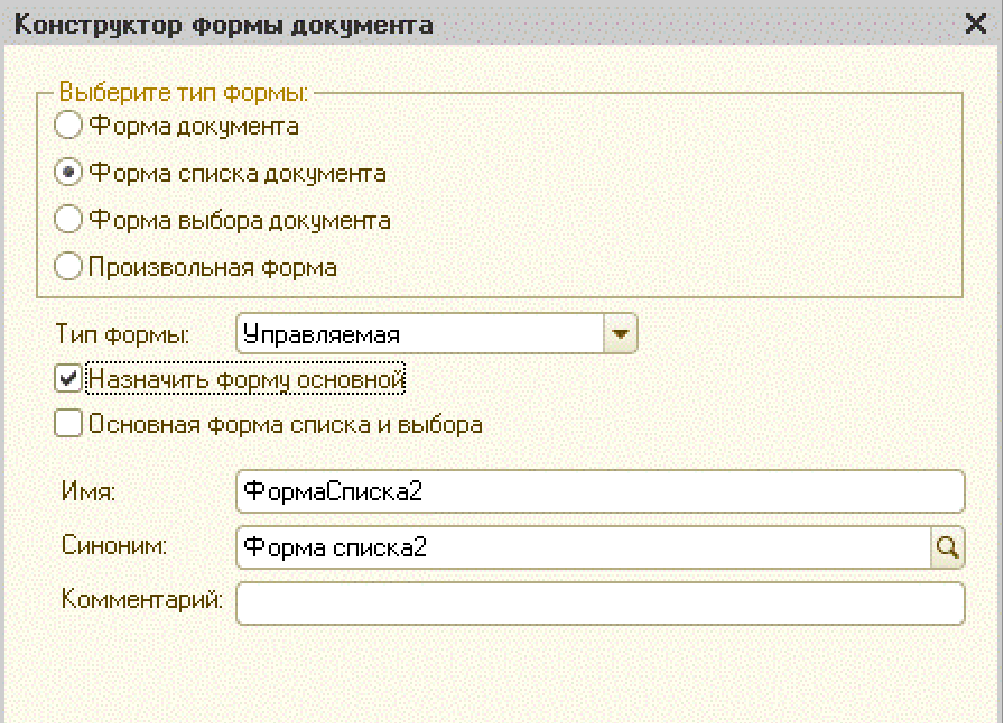 Конструктор формы документа
Выберите тип формы:
Форма документа
Форма списка документа
Форма выбора документа
Произвольная форма
Тип формы: Управляемая
Назначить форму основной
Основная форма списка и выбора
Имя: ФормаСписка2
Синоним: Форма списка2
Комментарий: